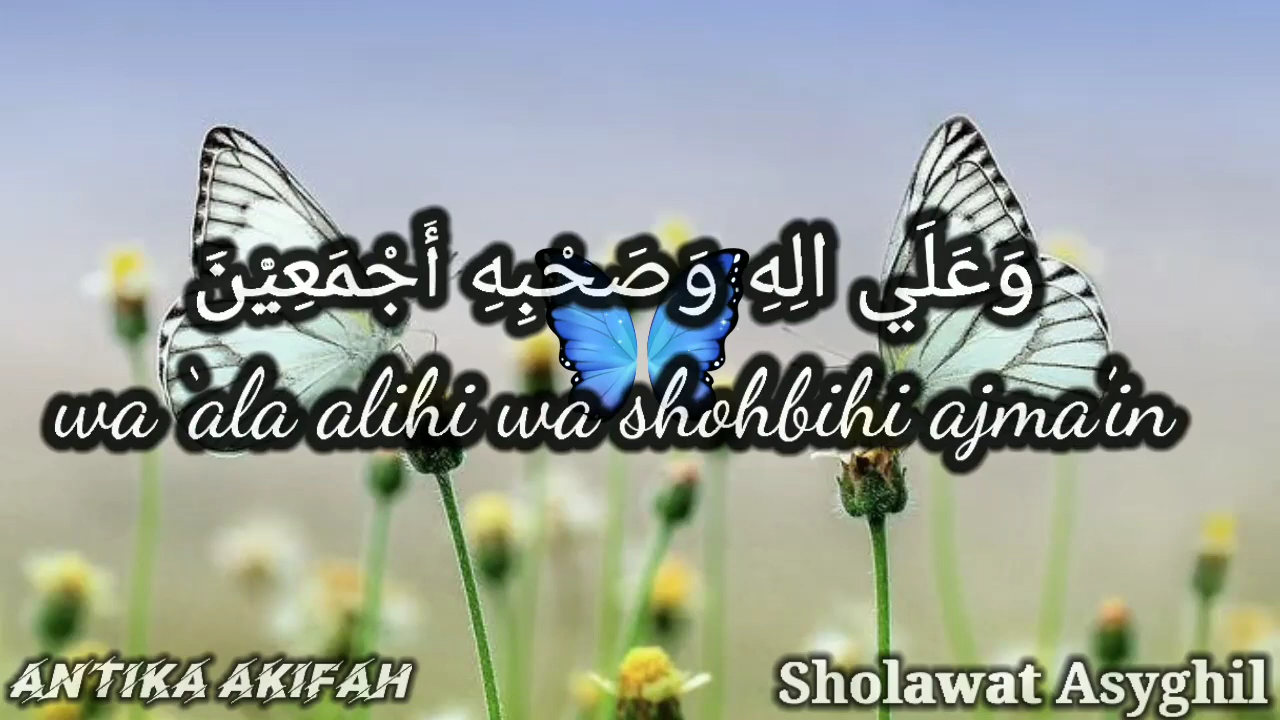 وَعَلَي الِهِ وَصَحْبِهِ أَجْمَعِيْنَ
wa 'ala alihi wa shohbihi ajma'in
ANTIKA AKIFAH
Sholawat Asyghil